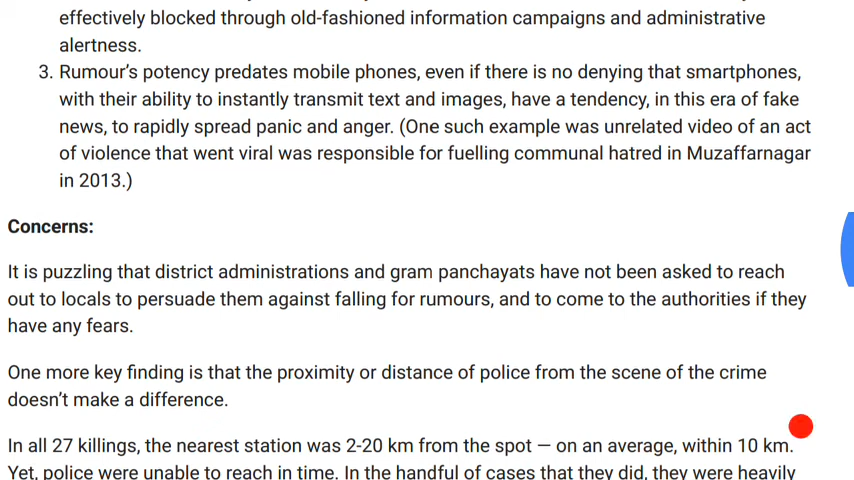 effectively blocked through old-fashioned information campaigns and administrative
alertness.
3. Rumour's potency predates mobile phones, even if there is no denying that smartphones,
with their ability to instantly transmit text and images, have a tendency, in this era of fake
news, to rapidly spread panic and anger. (One such example was unrelated video of an act
of violence that went viral was responsible for fuelling communal hatred in Muzaffarnagar
in 2013.)
Concerns:
It is puzzling that district administrations and gram panchayats have not been asked to reach
out to locals to persuade them against falling for rumours, and to come to the authorities if they
have any fears.
One more key finding is that the proximity or distance of police from the scene of the crime
doesn't make a difference.
In all 27 killings, the nearest station was 2-20 km from the spot — on an average, within 10 km.
Yet, police were unable to reach in time. In the handful of cases that they did, they were heavily